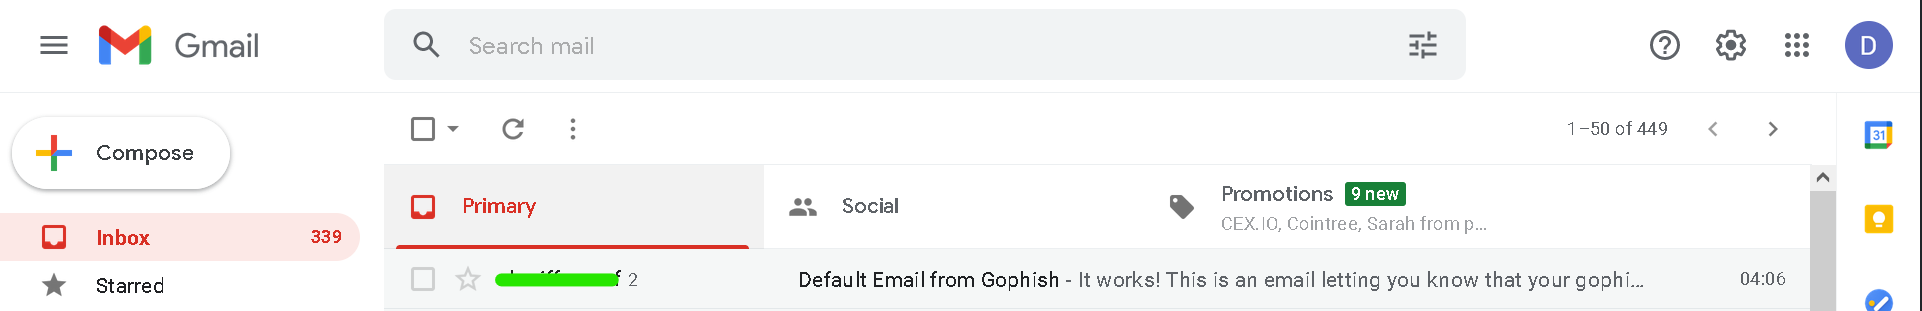 Gmail
Search mail
D
Compose
1–50 of 449
31
Primary
Social
Promotions 9 new
CEX.IO, Cointree, Sarah from p...
Inbox 339
2 Default Email from Gophish - It works! This is an email letting you know that your gophi... 04:06
Starred